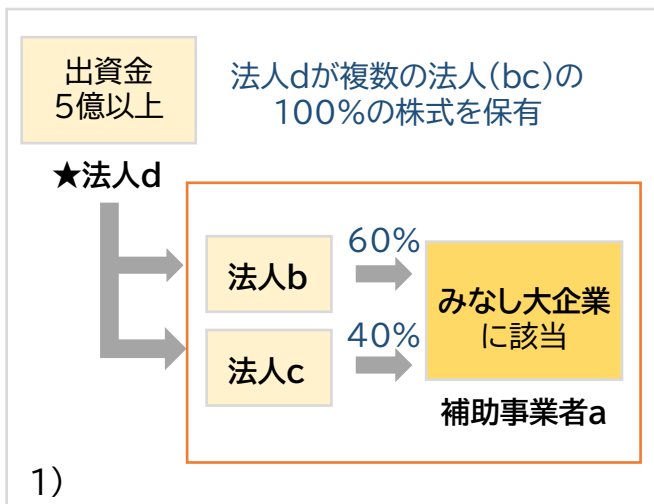 出資金
5億以上
法人dが複数の法人(bc)の
100%の株式を保有
★法人d
法人b
60%
法人c
40%
みなし大企業
に該当
補助事業者a
1)